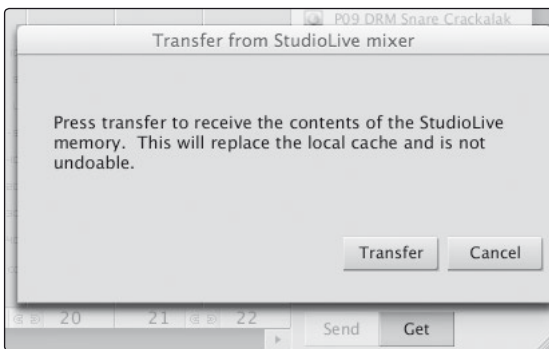 P09 DRM Snare Crackalak
Transfer from StudioLive mixer
Press transfer to receive the contents of the StudioLive
memory.  This will replace the local cache and is not
undoable.
Transfer Cancel
20 21 22
Send Get